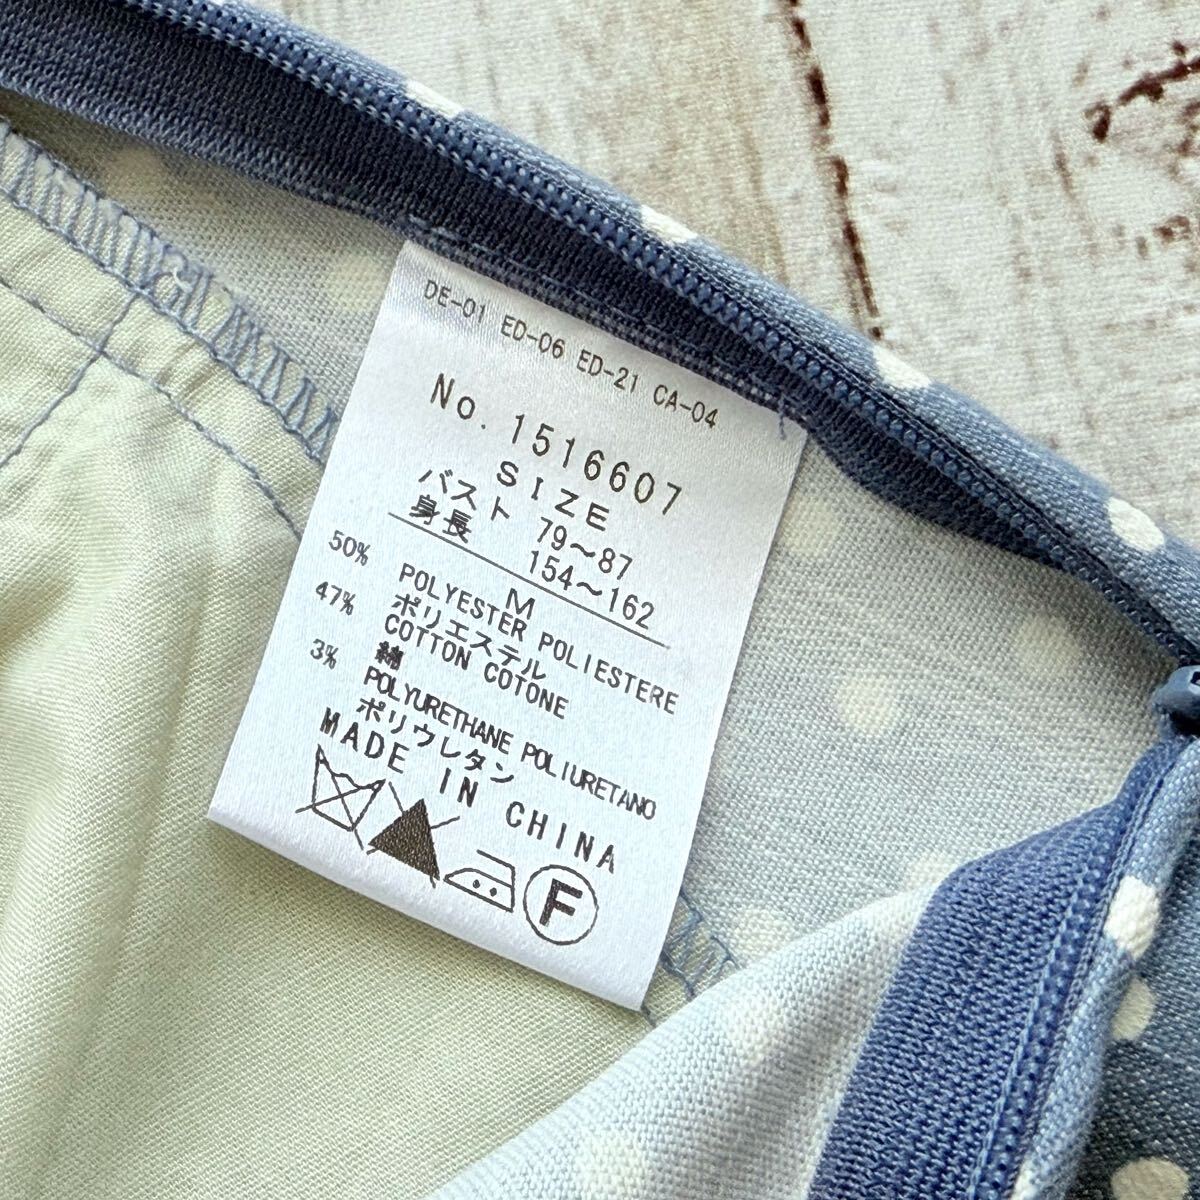 DE-01 ED-06 ED-21 CA-04
No. 1516607
SIZE
バスト 79～87
身長 154～162
M
50% POLYESTER POLIESTERE
ポリエステル
47% COTTON COTONE
綿
3% POLYURETHANE POLIURETANO
ポリウレタン
MADE IN CHINA
F